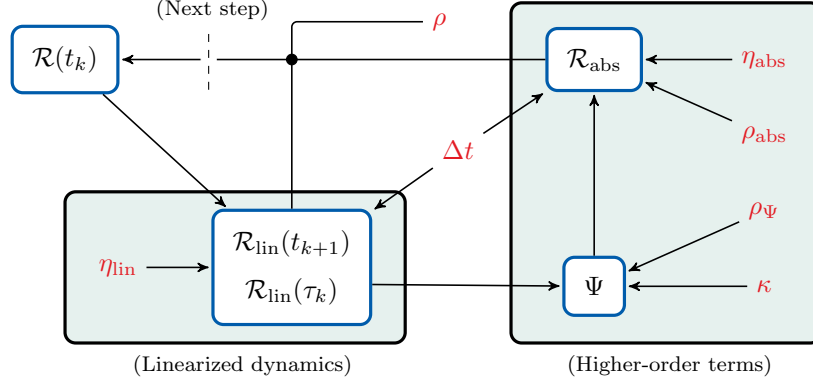 (Next step)
ρ
ℛ(t_k)
ℛ_abs
η_abs
ρ_abs
Δt
ρ_Ψ
ℛ_lin(t_{k+1})
η_lin
ℛ_lin(τ_k)
Ψ
κ
(Linearized dynamics)
(Higher-order terms)